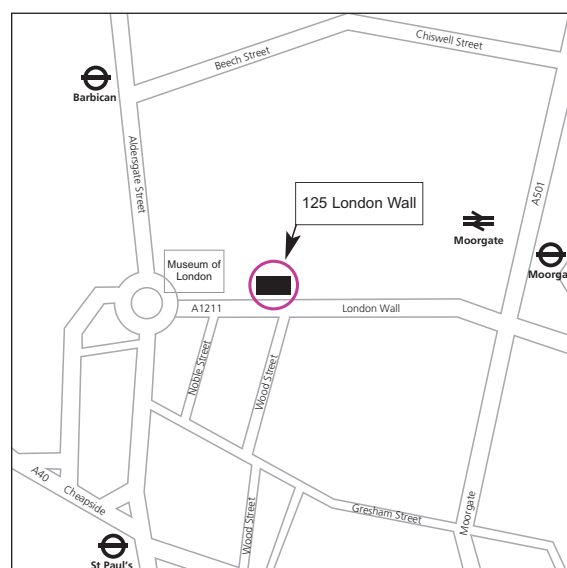 Chiswell Street
Beech Street
Barbican
Aldersgate Street
A501
125 London Wall
Moorgate
Moorga
Museum of
London
A1211
London Wall
Noble Street
Wood Street
A40
Cheapside
Wood Street
Gresham Street
Moorgate
St Paul's